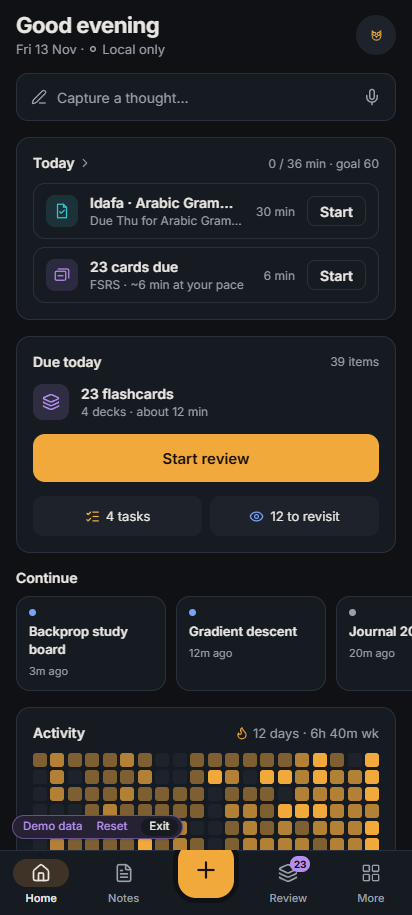 Good evening
Fri 13 Nov · Local only
Capture a thought...
Today
0 / 36 min · goal 60
Idafa · Arabic Gram...
Due Thu for Arabic Gram...
30 min
Start
23 cards due
FSRS · ~6 min at your pace
6 min
Start
Due today
39 items
23 flashcards
4 decks · about 12 min
Start review
4 tasks
12 to revisit
Continue
Backprop study
board
3m ago
Gradient descent
12m ago
Journal 20
20m ago
Activity
12 days · 6h 40m wk
Demo data
Reset
Exit
Home
Notes
23
Review
More